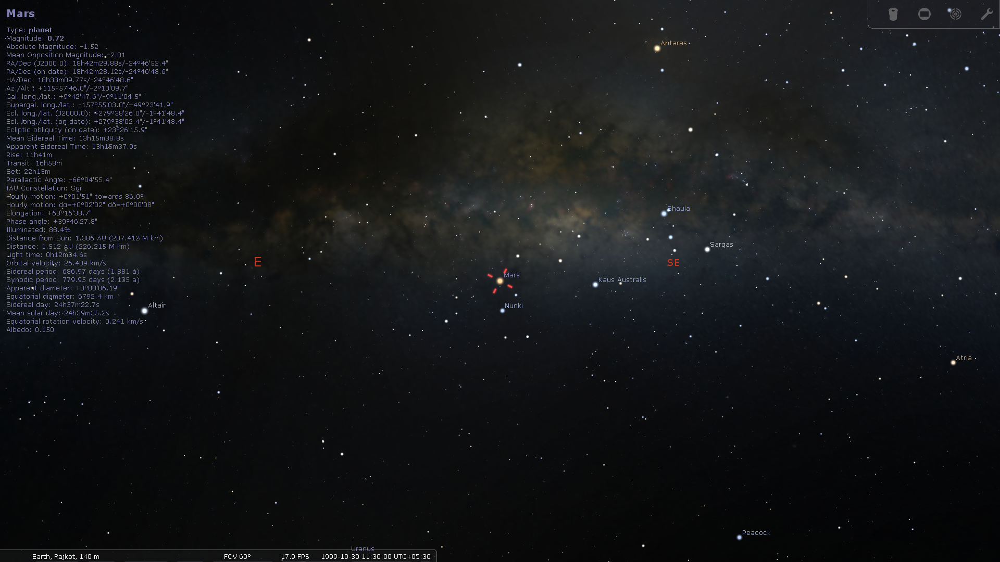 Mars
Type: planet
Magnitude: 0.72
Absolute Magnitude: -1.52
Mean Opposition Magnitude: -2.01
RA/Dec (J2000.0): 18h42m29.88s/-24°46'52.4"
RA/Dec (on date): 18h42m28.12s/-24°46'48.6"
HA/Dec: 18h33m09.77s/-24°46'48.6"
Az./Alt.: +115°57'46.0"/-2°10'09.7"
Gal. long./lat.: +9°42'47.6"/-9°11'04.5"
Supergal. long./lat.: -157°55'03.0"/+49°23'41.9"
Ecl. long./lat. (J2000.0): +279°38'26.0"/-1°41'48.4"
Ecl. long./lat. (on date): +279°38'02.4"/-1°41'48.4"
Ecliptic obliquity (on date): +23°26'15.9"
Mean Sidereal Time: 13h15m38.8s
Apparent Sidereal Time: 13h15m37.9s
Rise: 11h41m
Transit: 16h58m
Set: 22h15m
Parallactic Angle: -66°04'55.4"
IAU Constellation: Sgr
Hourly motion: +0°01'51" towards 86.0°
Hourly motion: dα=+0°02'02" dδ=+0°00'08"
Elongation: +63°16'38.7"
Phase angle: +39°46'27.8"
Illuminated: 88.4%
Distance from Sun: 1.386 AU (207.412 M km)
Distance: 1.512 AU (226.215 M km)
Light time: 0h12m34.6s
Orbital velocity: 26.409 km/s
Sidereal period: 686.97 days (1.881 a)
Synodic period: 779.95 days (2.135 a)
Apparent diameter: +0°00'06.19"
Equatorial diameter: 6792.4 km
Sidereal day: 24h37m22.7s
Mean solar day: 24h39m35.2s
Equatorial rotation velocity: 0.241 km/s
Albedo: 0.150
Antares
Shaula
Sargas
E
SE
Mars
Kaus Australis
Nunki
Altair
Atria
Peacock
Uranus
Earth, Rajkot, 140 m
FOV 60°
17.9 FPS
1999-10-30 11:30:00 UTC+05:30